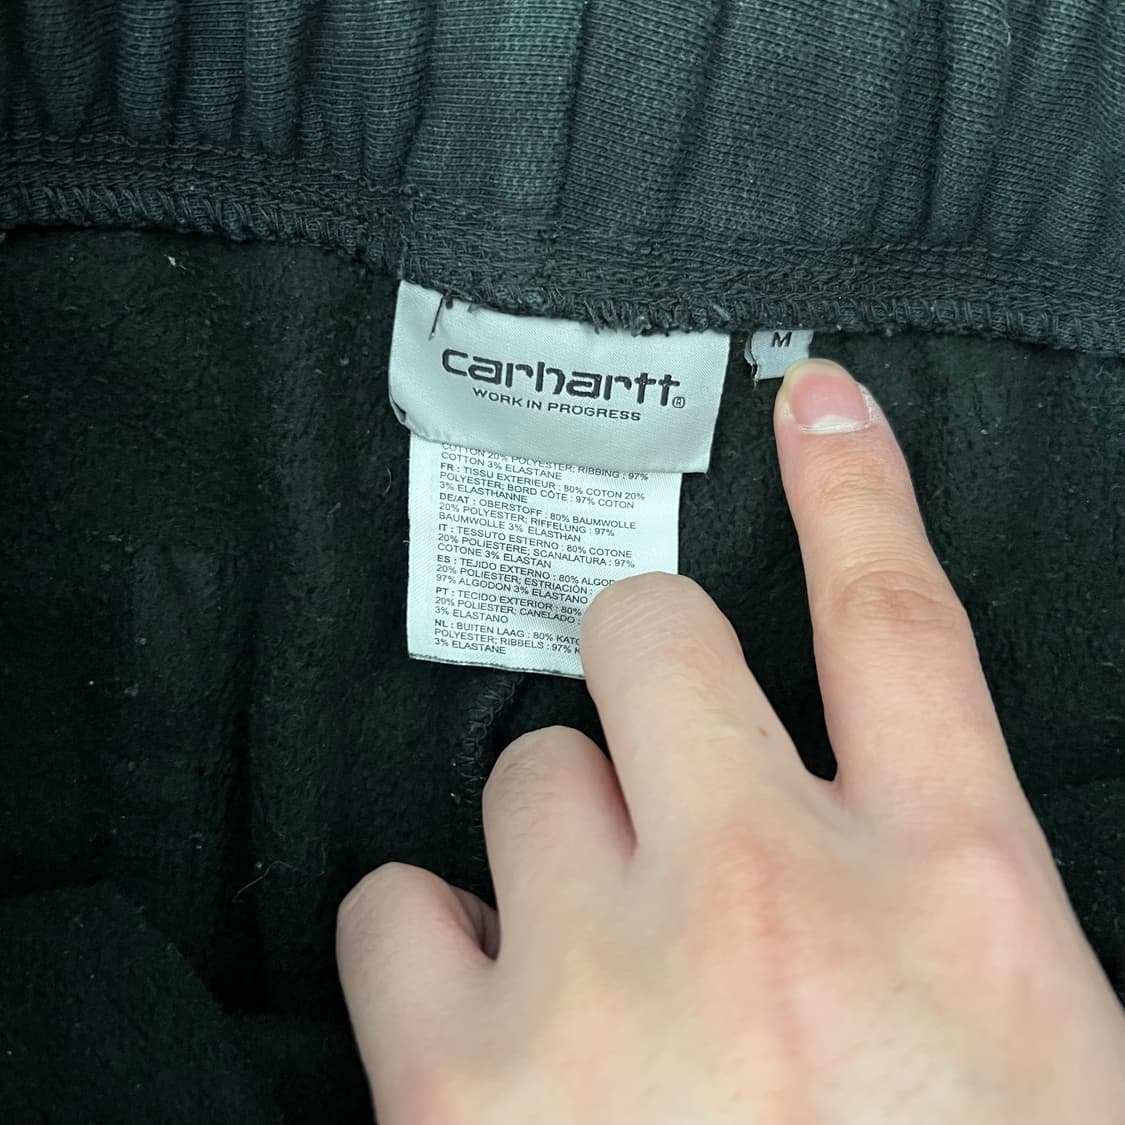 carhartt®
WORK IN PROGRESS
M
COTTON 20% POLYESTER; RIBBING : 97%
COTTON 3% ELASTANE
FR : TISSU EXTERIEUR : 80% COTON 20%
POLYESTER; BORD CÔTE : 97% COTON
3% ELASTHANNE
DE/AT : OBERSTOFF : 80% BAUMWOLLE
20% POLYESTER; RIFFELUNG : 97%
BAUMWOLLE 3% ELASTHAN
IT : TESSUTO ESTERNO : 80% COTONE
20% POLIESTERE; SCANALATURA : 97%
COTONE 3% ELASTAN
ES : TEJIDO EXTERNO : 80%
20% POLIESTER; ESTRIACIÓN :
97% ALGODON 3% ELASTANO
PT : TECIDO EXTERIOR : 80%
20% POLIESTER; CANELADO :
3% ELASTANO
NL : BUITEN LAAG : 80%
POLYESTER; RIBBELS : 97%
3% ELASTANE